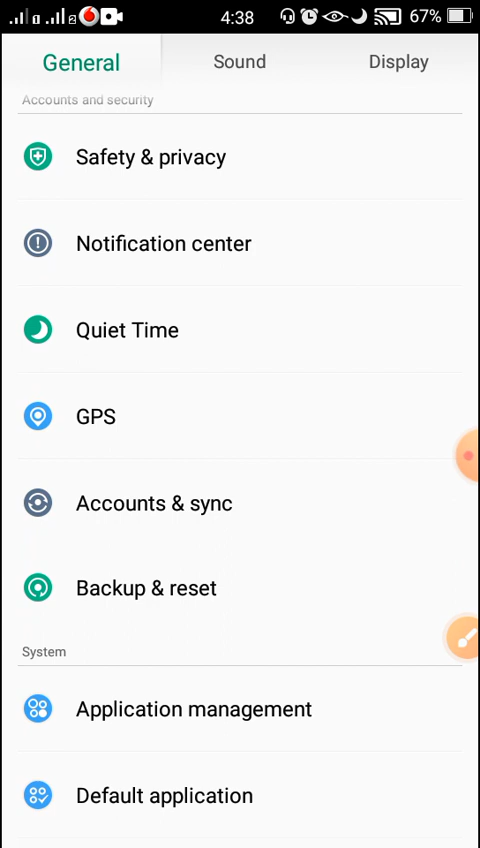 4:38
67%
General
Sound
Display
Accounts and security
Safety & privacy
Notification center
Quiet Time
GPS
Accounts & sync
Backup & reset
System
Application management
Default application